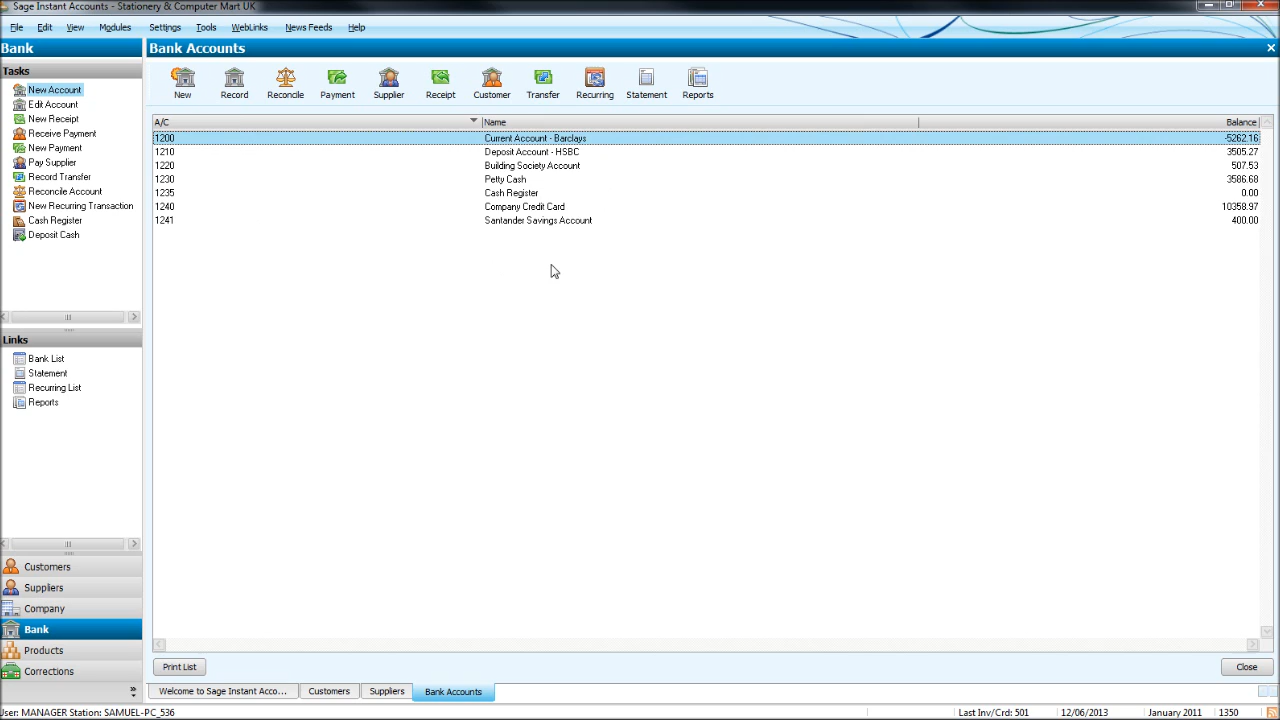 Sage Instant Accounts - Stationery & Computer Mart UK
File Edit View Modules Settings Tools WebLinks News Feeds Help
Bank
Bank Accounts
Tasks
New Account
Edit Account
New Receipt
Receive Payment
New Payment
Pay Supplier
Record Transfer
Reconcile Account
New Recurring Transaction
Cash Register
Deposit Cash
Links
Bank List
Statement
Recurring List
Reports
Customers
Suppliers
Company
Bank
Products
Corrections
New Record Reconcile Payment Supplier Receipt Customer Transfer Recurring Statement Reports
A/C Name Balance
1200 Current Account - Barclays -5262.16
1210 Deposit Account - HSBC 3505.27
1220 Building Society Account 507.53
1230 Petty Cash 3586.68
1235 Cash Register 0.00
1240 Company Credit Card 10358.97
1241 Santander Savings Account 400.00
Print List Close
Welcome to Sage Instant Acco... Customers Suppliers Bank Accounts
User: MANAGER Station: SAMUEL-PC_536 Last Inv/Crd: 501 12/06/2013 January 2011 1350